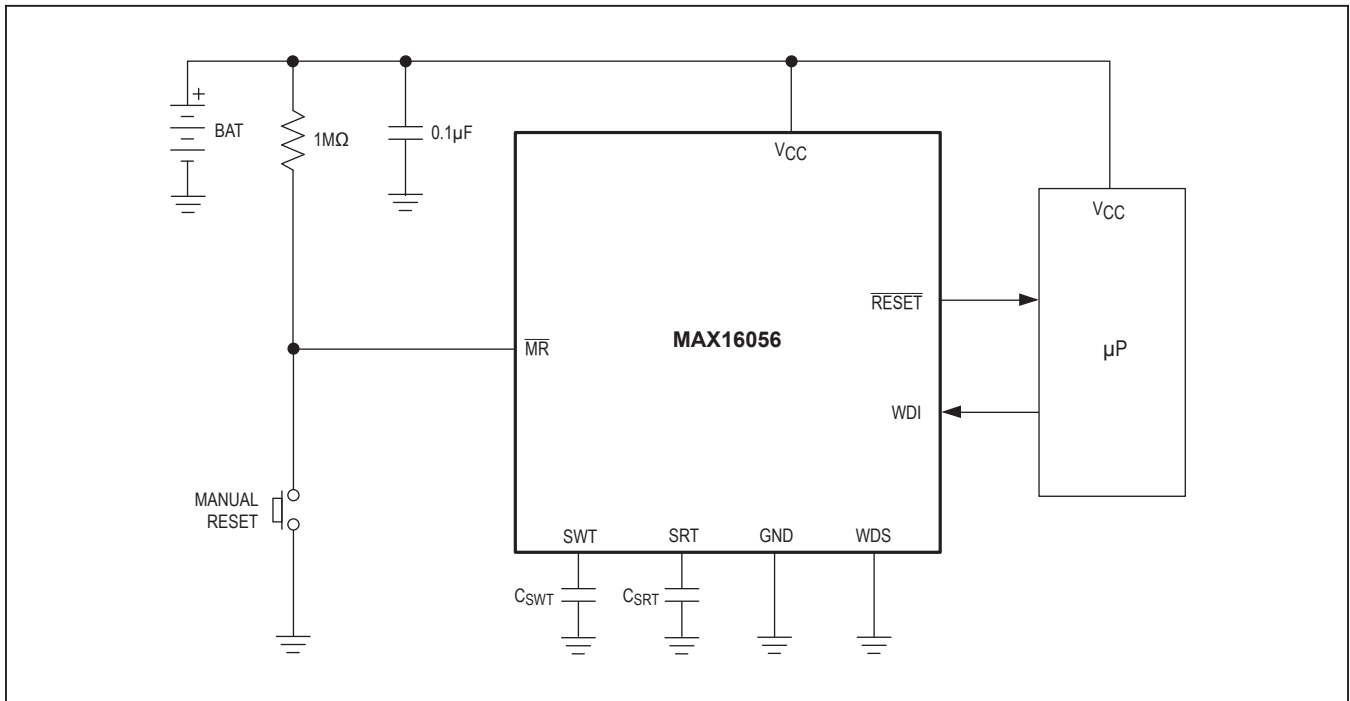 +
BAT
1MΩ
0.1µF
VCC
VCC
RESET
MAX16056
MR
µP
WDI
MANUAL
RESET
SWT
SRT
GND
WDS
CSWT
CSRT